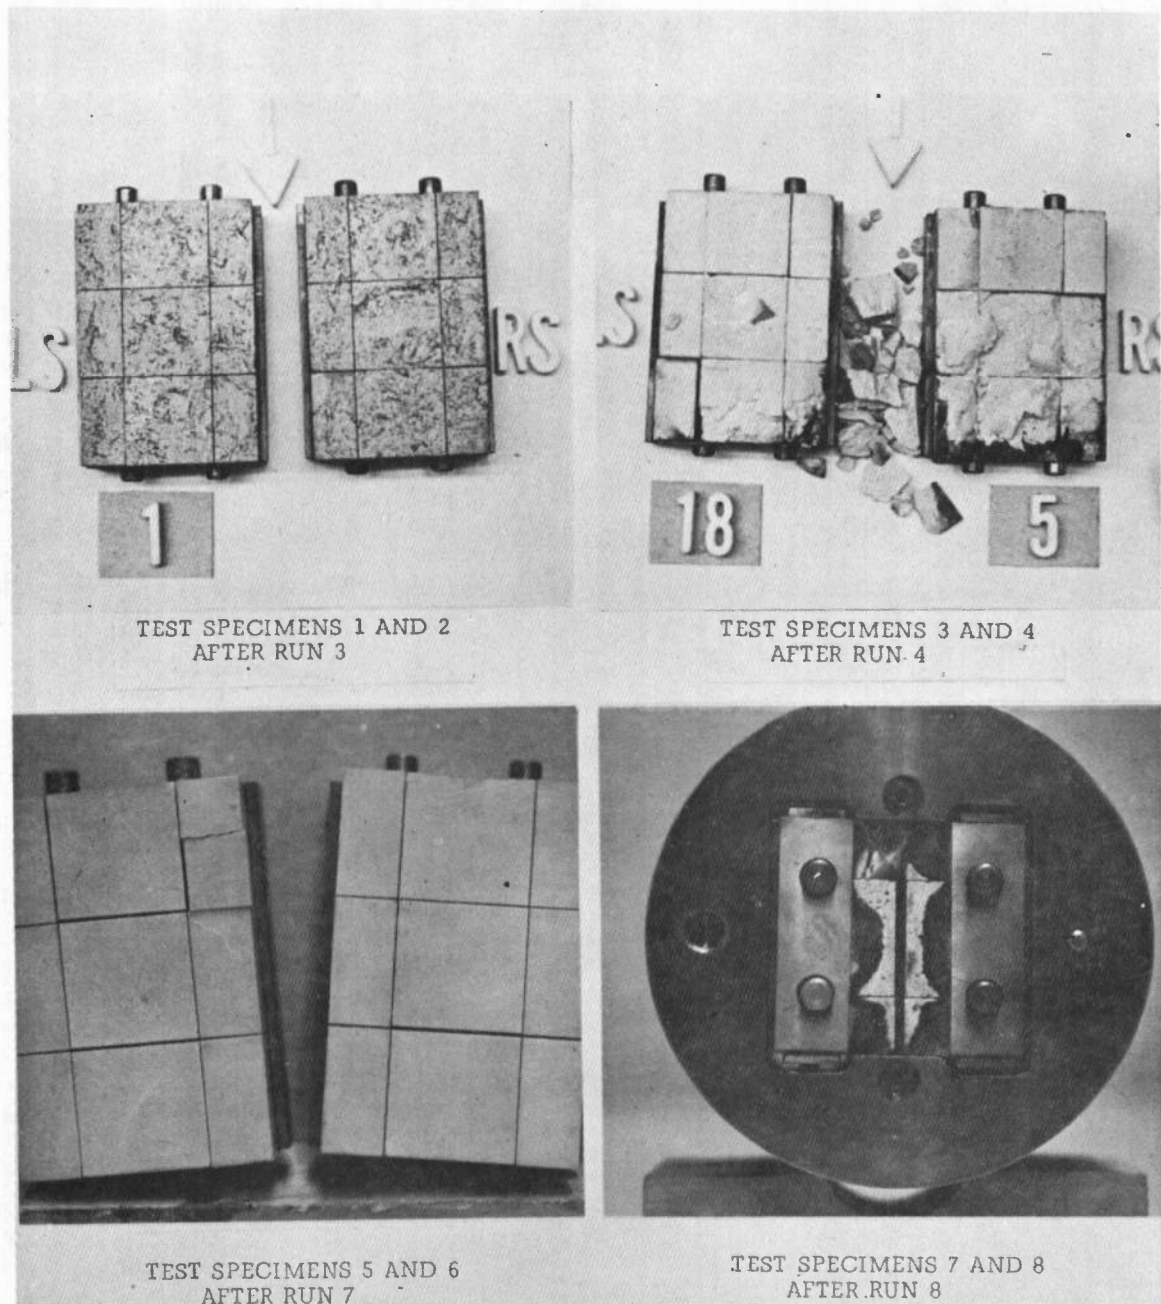 LS
RS
1
S
RS
18
5
TEST SPECIMENS 1 AND 2
AFTER RUN 3
TEST SPECIMENS 3 AND 4
AFTER RUN 4
TEST SPECIMENS 5 AND 6
AFTER RUN 7
TEST SPECIMENS 7 AND 8
AFTER RUN 8